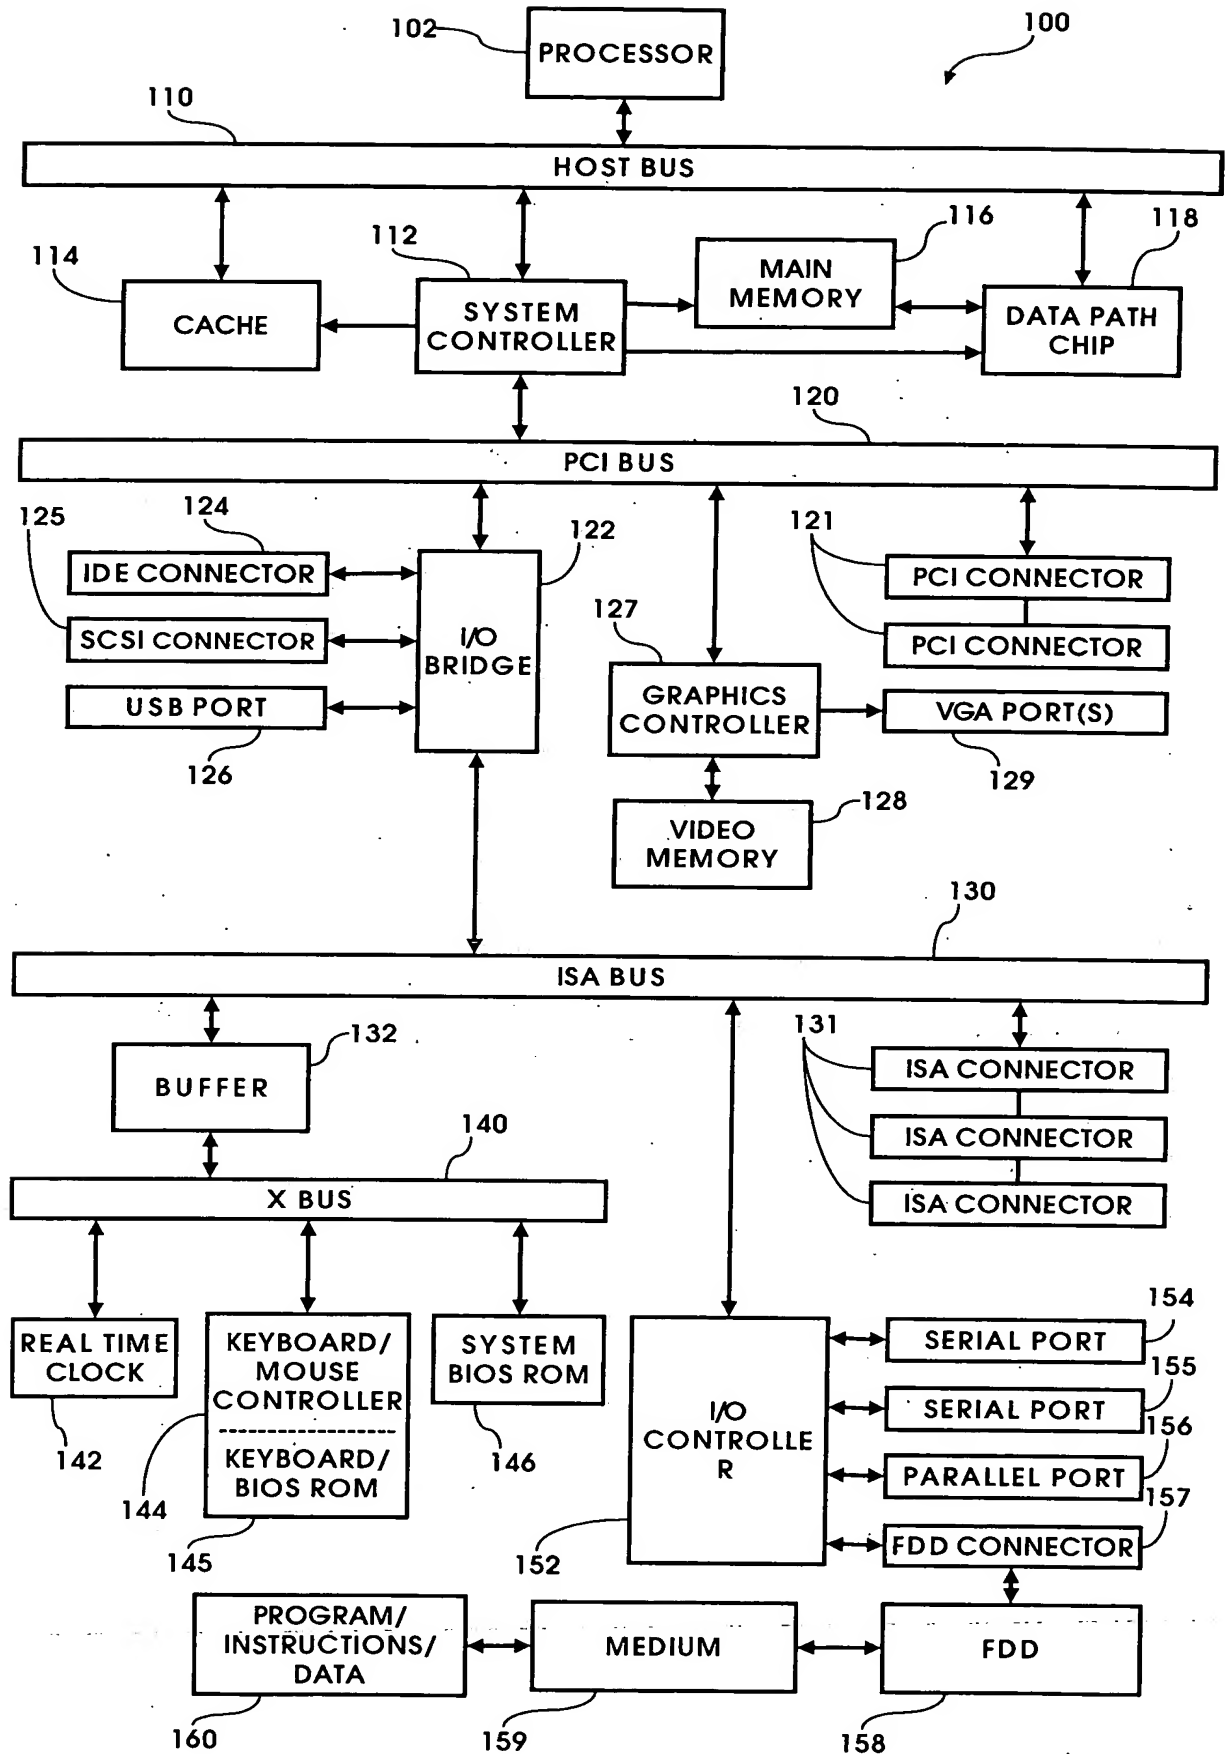 102
PROCESSOR
100
110
HOST BUS
114
112
116
118
CACHE
SYSTEM
CONTROLLER
MAIN
MEMORY
DATA PATH
CHIP
120
PCI BUS
125
124
122
121
IDE CONNECTOR
SCSI CONNECTOR
USB PORT
126
I/O
BRIDGE
127
GRAPHICS
CONTROLLER
PCI CONNECTOR
PCI CONNECTOR
VGA PORT(S)
129
VIDEO
MEMORY
128
130
ISA BUS
132
BUFFER
131
ISA CONNECTOR
ISA CONNECTOR
ISA CONNECTOR
140
X BUS
REAL TIME
CLOCK
142
KEYBOARD/
MOUSE
CONTROLLER
KEYBOARD/
BIOS ROM
144
145
SYSTEM
BIOS ROM
146
I/O
CONTROLLE
R
152
154
SERIAL PORT
155
SERIAL PORT
156
PARALLEL PORT
157
FDD CONNECTOR
PROGRAM/
INSTRUCTIONS/
DATA
MEDIUM
FDD
160
159
158